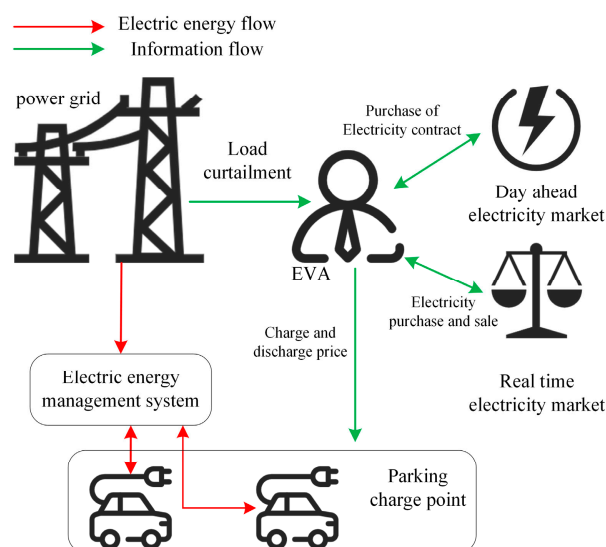 Electric energy flow
Information flow
power grid
Load
curtailment
Purchase of
Electricity contract
Day ahead
electricity market
EVA
Charge and
discharge price
Electricity
purchase and sale
Real time
electricity market
Electric energy
management system
Parking
charge point